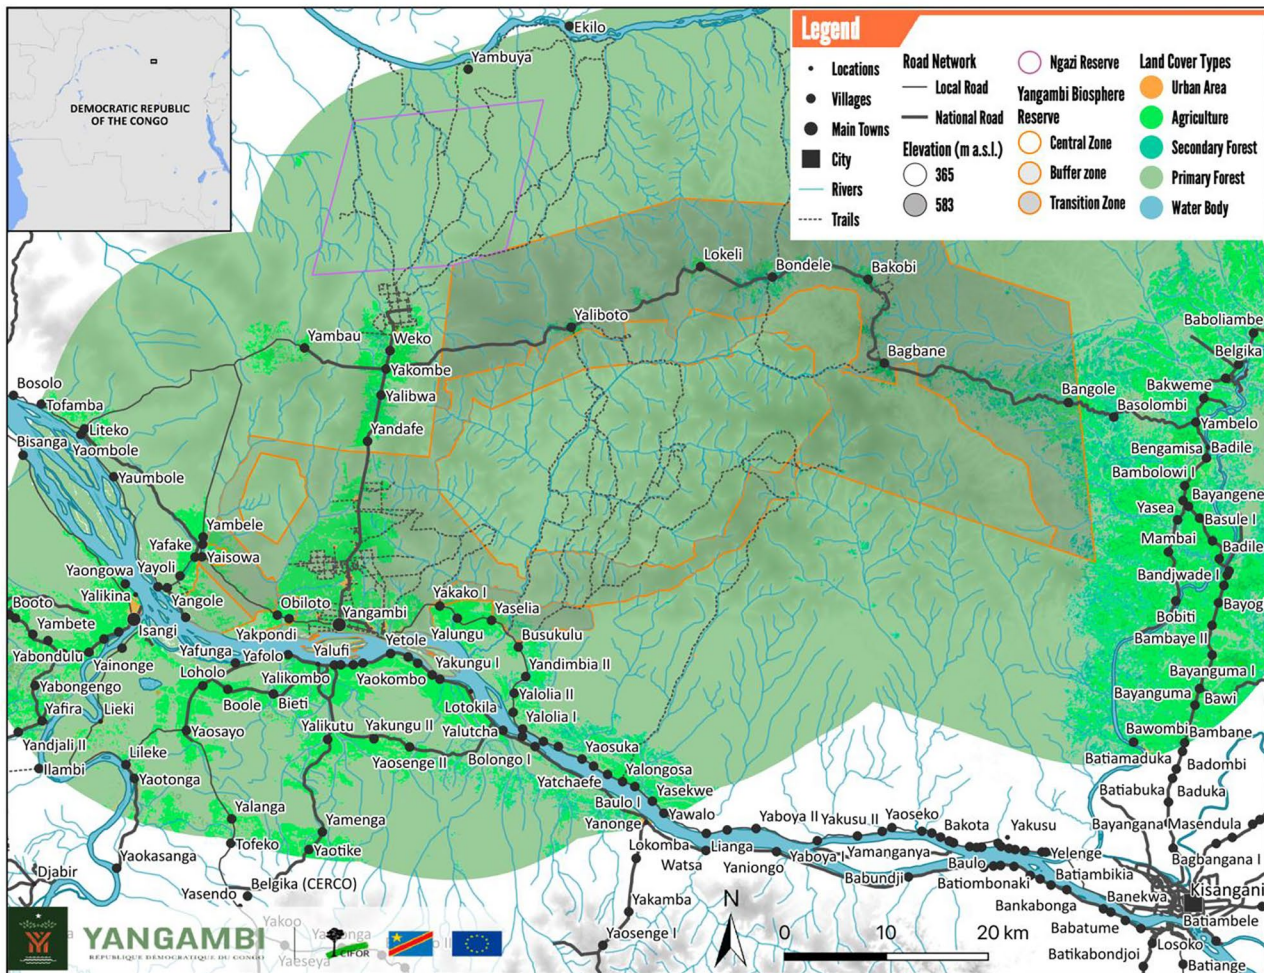 DEMOCRATIC REPUBLIC
OF THE CONGO
Legend
Locations
Villages
Main Towns
City
Rivers
Trails
Road Network
Local Road
National Road
Elevation (m a.s.l.)
365
583
Ngazi Reserve
Yangambi Biosphere
Reserve
Central Zone
Buffer zone
Transition Zone
Land Cover Types
Urban Area
Agriculture
Secondary Forest
Primary Forest
Water Body
Ekilo
Yambuya
Lokeli
Bondele
Bakobi
Yaliboto
Baboliambe
Yambau
Weko
Belgika
Bagbane
Yakombe
Bakweme
Bosolo
Yalibwa
Bangole
Tofamba
Basolombi
Yambelo
Liteko
Yandafe
Bisanga
Yaombole
Bengamisa
Badile
Yaumbole
Bambolowi I
Bayangene
Yasea
Basule I
Yambele
Yafake
Yaisowa
Mambai
Badile
Yayoli
Yaongowa
Bandjwade I
Yalikina
Yangole
Yakako I
Booto
Obiloto
Yangambi
Yaselia
Bobiti
Bayog
Yambete
Isangi
Yakpondi
Yalungu
Busukulu
Bambaye II
Yabondulu
Yainonge
Yafunga
Yafolo
Yalufi
Yetole
Yakungu I
Yandimbia II
Bayanguma I
Yabongengo
Loholo
Yalikombo
Yaokombo
Yalolia II
Bayanguma
Bawi
Yafira
Lieki
Boole
Bieti
Lotokila
Yalolia I
Yandjali II
Yaosayo
Yalikutu
Yakungu II
Yalutcha
Bawombi
Bambane
Lileke
Yaosenge II
Bolongo I
Yaosuka
Batiamaduka
Ilambi
Yaotonga
Yatchaefe
Yalongosa
Badombi
Yasekwe
Batiabuka
Baduka
Yalanga
Yamenga
Baulo I
Yawalo
Yaboya II
Yakusu II
Yaoseko
Yanonge
Bakota
Yakusu
Bayangana
Masendula
Tofeko
Yaotike
Lokomba
Lianga
Yamanganya
Yelenge
Djabir
Yaokasanga
Watsa
Yaniongo
Yaboya I
Baulo
Batiambikia
Bagbangana I
Yasendo
Belgika (CERCO)
Babundji
Batiombonaki
Banekwa
Kisangani
Yakamba
Bankabonga
Batiambele
Yakoo
Babatume
Yaosenge I
Losoko
Yaeseya
Batikabondjoi
Batiange
N
0
10
20 km
YANGAMBI
RÉPUBLIQUE DÉMOCRATIQUE DU CONGO
CIFOR